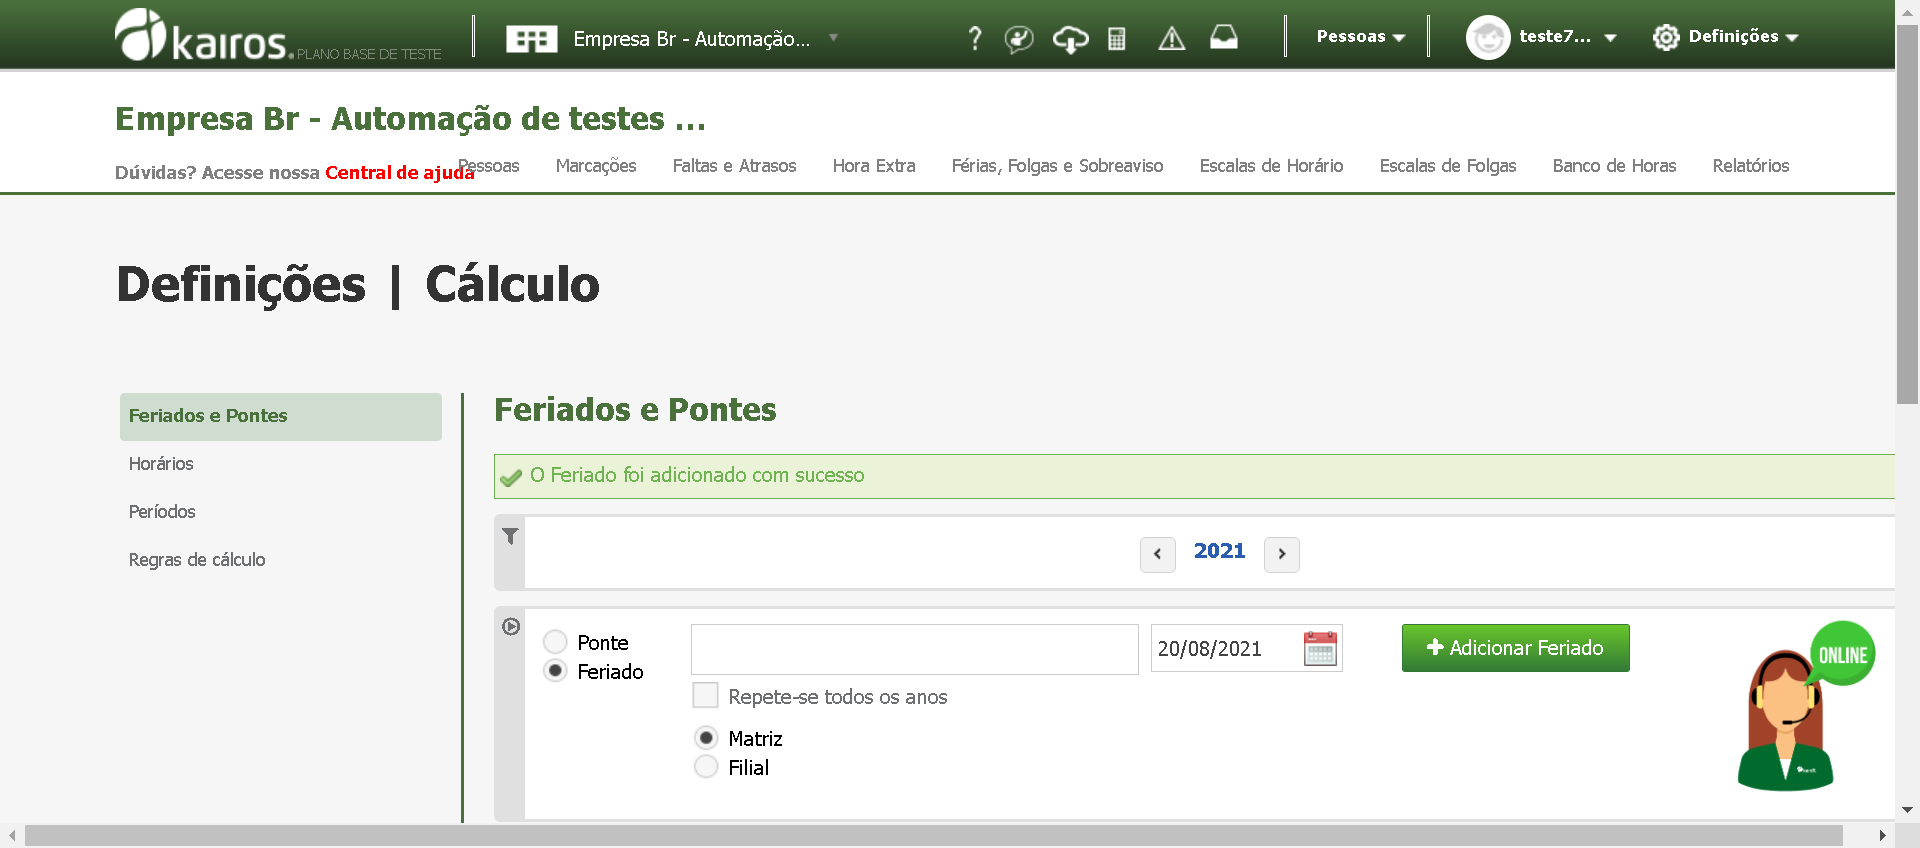 kairos. PLANO BASE DE TESTE
Empresa Br - Automação...
Pessoas
teste7...
Definições
Empresa Br - Automação de testes ...
Dúvidas? Acesse nossa Central de ajuda
Pessoas
Marcações
Faltas e Atrasos
Hora Extra
Férias, Folgas e Sobreaviso
Escalas de Horário
Escalas de Folgas
Banco de Horas
Relatórios
Definições | Cálculo
Feriados e Pontes
Horários
Períodos
Regras de cálculo
Feriados e Pontes
O Feriado foi adicionado com sucesso
2021
Ponte
Feriado
20/08/2021
Adicionar Feriado
Repete-se todos os anos
Matriz
Filial
ONLINE